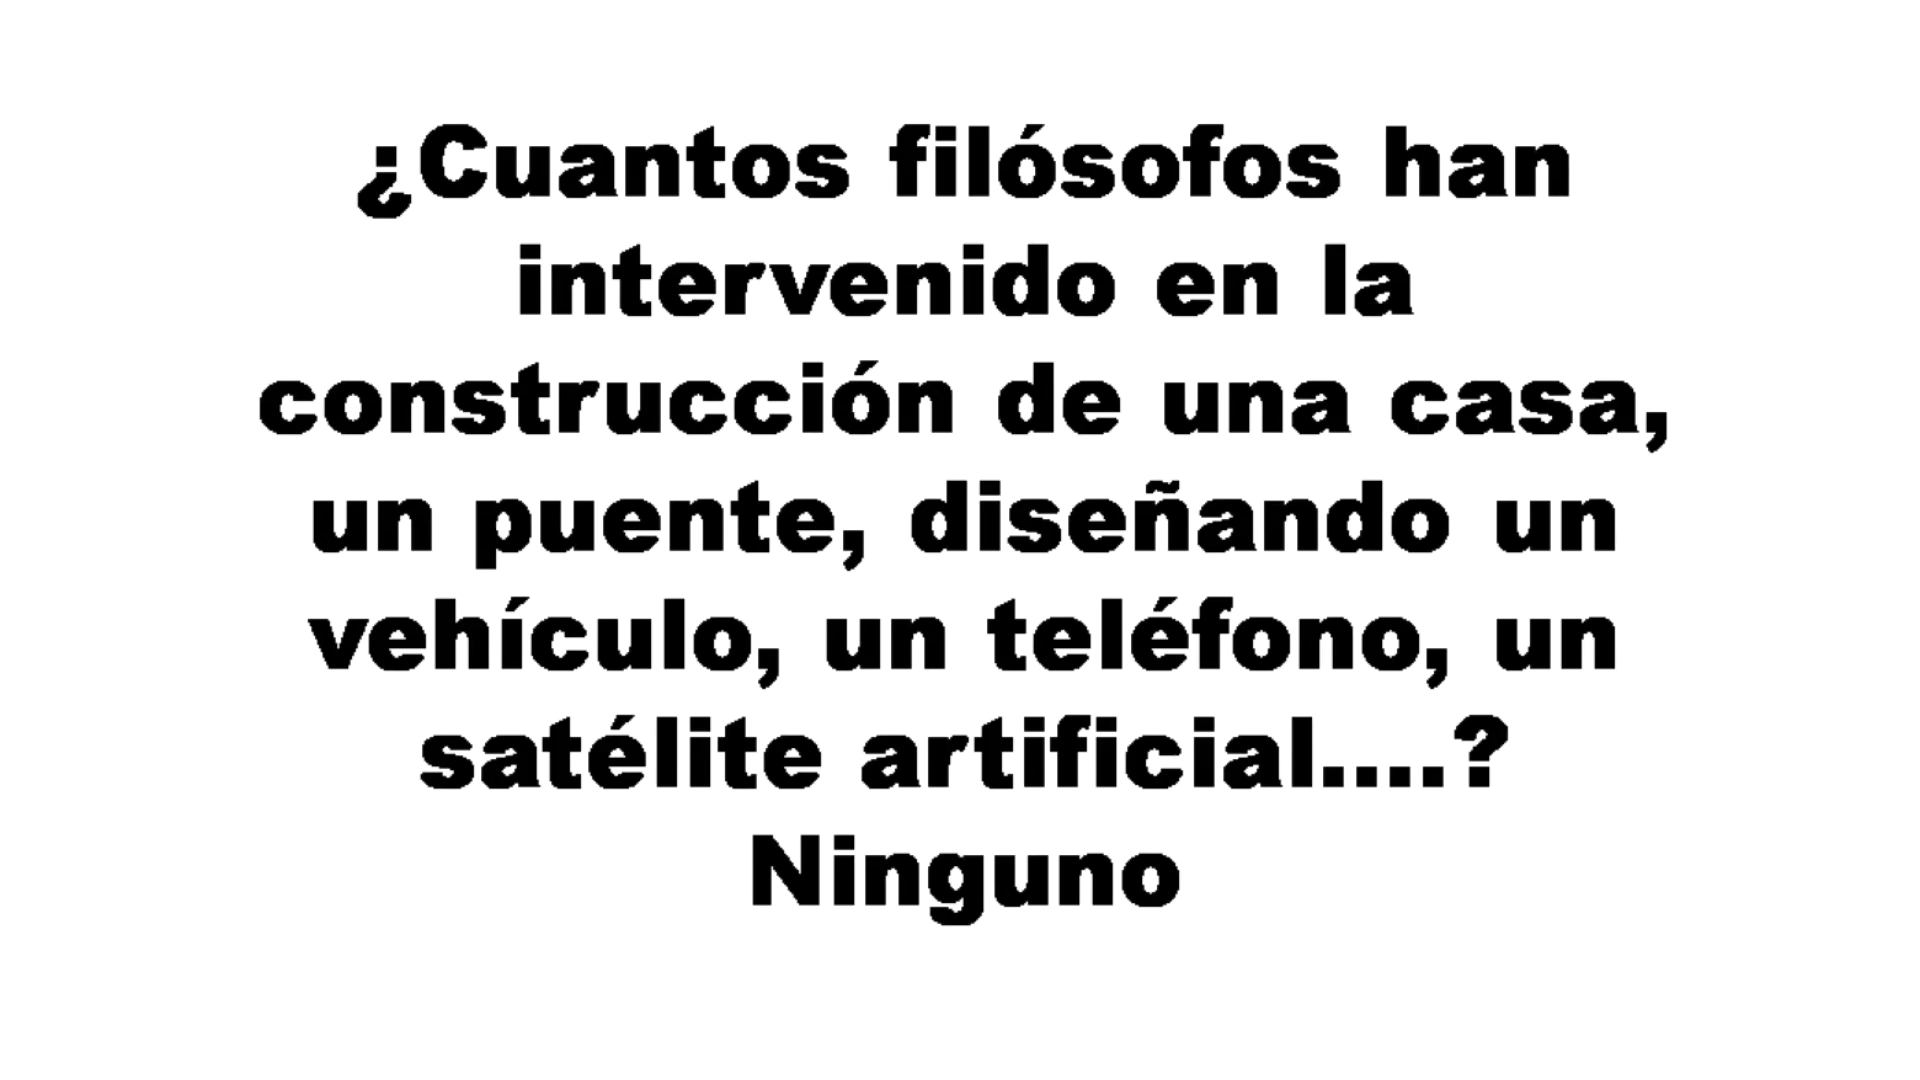 ¿Cuantos filósofos han
intervenido en la
construcción de una casa,
un puente, diseñando un
vehículo, un teléfono, un
satélite artificial....?
Ninguno